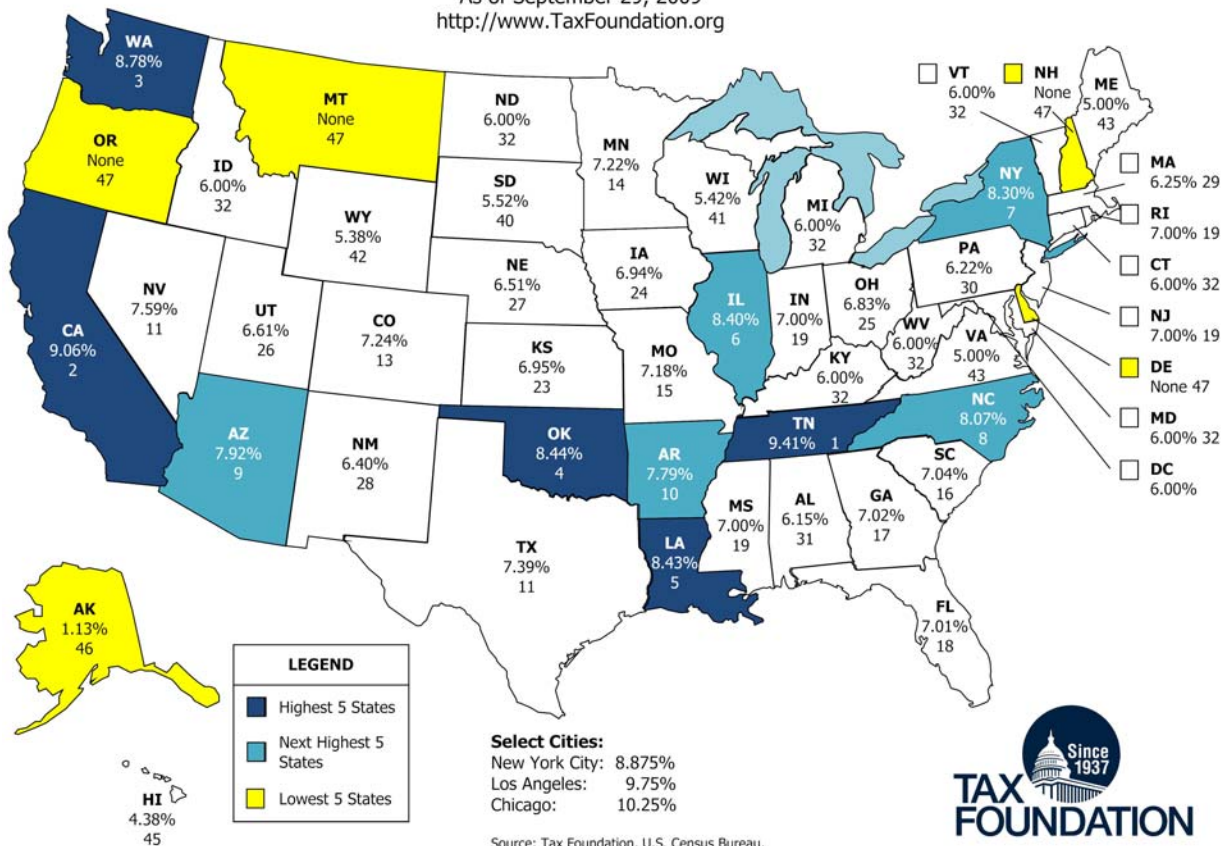 As of September 29, 2009
http://www.TaxFoundation.org
WA
8.78%
3
OR
None
47
CA
9.06%
2
MT
None
47
ID
6.00%
32
NV
7.59%
11
WY
5.38%
42
UT
6.61%
26
CO
7.24%
13
AZ
7.92%
9
NM
6.40%
28
ND
6.00%
32
SD
5.52%
40
NE
6.51%
27
KS
6.95%
23
OK
8.44%
4
TX
7.39%
11
MN
7.22%
14
IA
6.94%
24
MO
7.18%
15
AR
7.79%
10
LA
8.43%
5
WI
5.42%
41
IL
8.40%
6
MI
6.00%
32
IN
7.00%
19
OH
6.83%
25
KY
6.00%
32
TN
9.41% 1
MS
7.00%
19
AL
6.15%
31
GA
7.02%
17
FL
7.01%
18
SC
7.04%
16
NC
8.07%
8
VA
5.00%
43
WV
6.00%
32
PA
6.22%
30
NY
8.30%
7
VT
6.00%
32
NH
None
47
ME
5.00%
43
MA
6.25% 29
RI
7.00% 19
CT
6.00% 32
NJ
7.00% 19
DE
None 47
MD
6.00% 32
DC
6.00%
AK
1.13%
46
HI
4.38%
45
LEGEND
Highest 5 States
Next Highest 5
States
Lowest 5 States
Select Cities:
New York City: 8.875%
Los Angeles: 9.75%
Chicago: 10.25%
Source: Tax Foundation, U.S. Census Bureau.
Since
1937
TAX
FOUNDATION